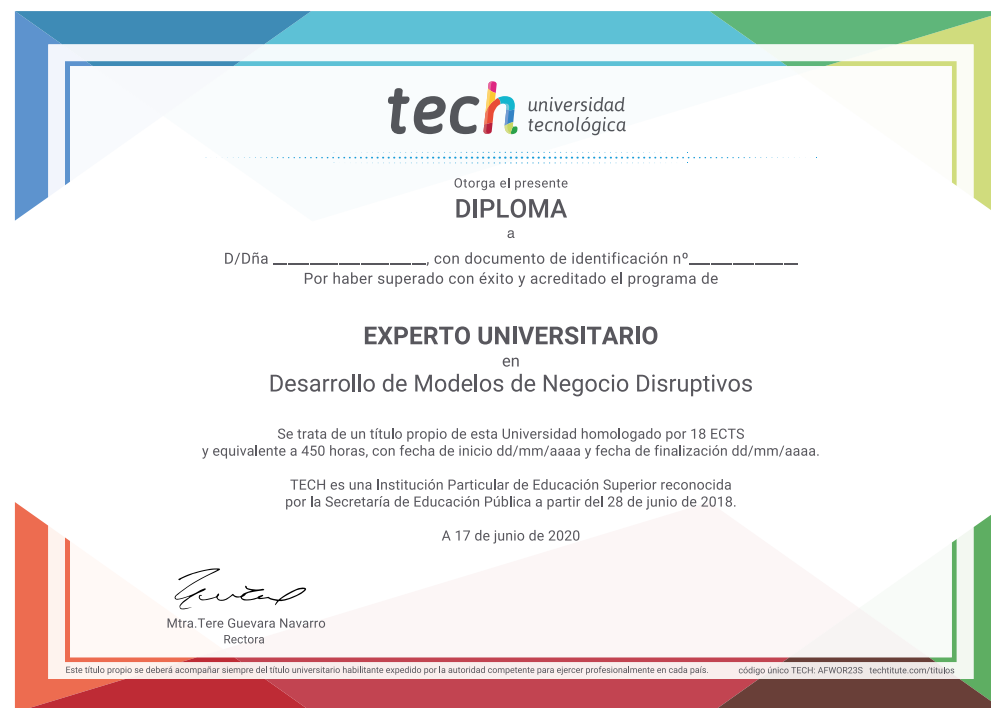 tech universidad
tecnológica
Otorga el presente
DIPLOMA
a
D/Dña ____________________, con documento de identificación nº______________
Por haber superado con éxito y acreditado el programa de
EXPERTO UNIVERSITARIO
en
Desarrollo de Modelos de Negocio Disruptivos
Se trata de un título propio de esta Universidad homologado por 18 ECTS
y equivalente a 450 horas, con fecha de inicio dd/mm/aaaa y fecha de finalización dd/mm/aaaa.
TECH es una Institución Particular de Educación Superior reconocida
por la Secretaría de Educación Pública a partir del 28 de junio de 2018.
A 17 de junio de 2020
Mtra.Tere Guevara Navarro
Rectora
Este título propio se deberá acompañar siempre del título universitario habilitante expedido por la autoridad competente para ejercer profesionalmente en cada país. código único TECH: AFWOR23S techtitute.com/titulos